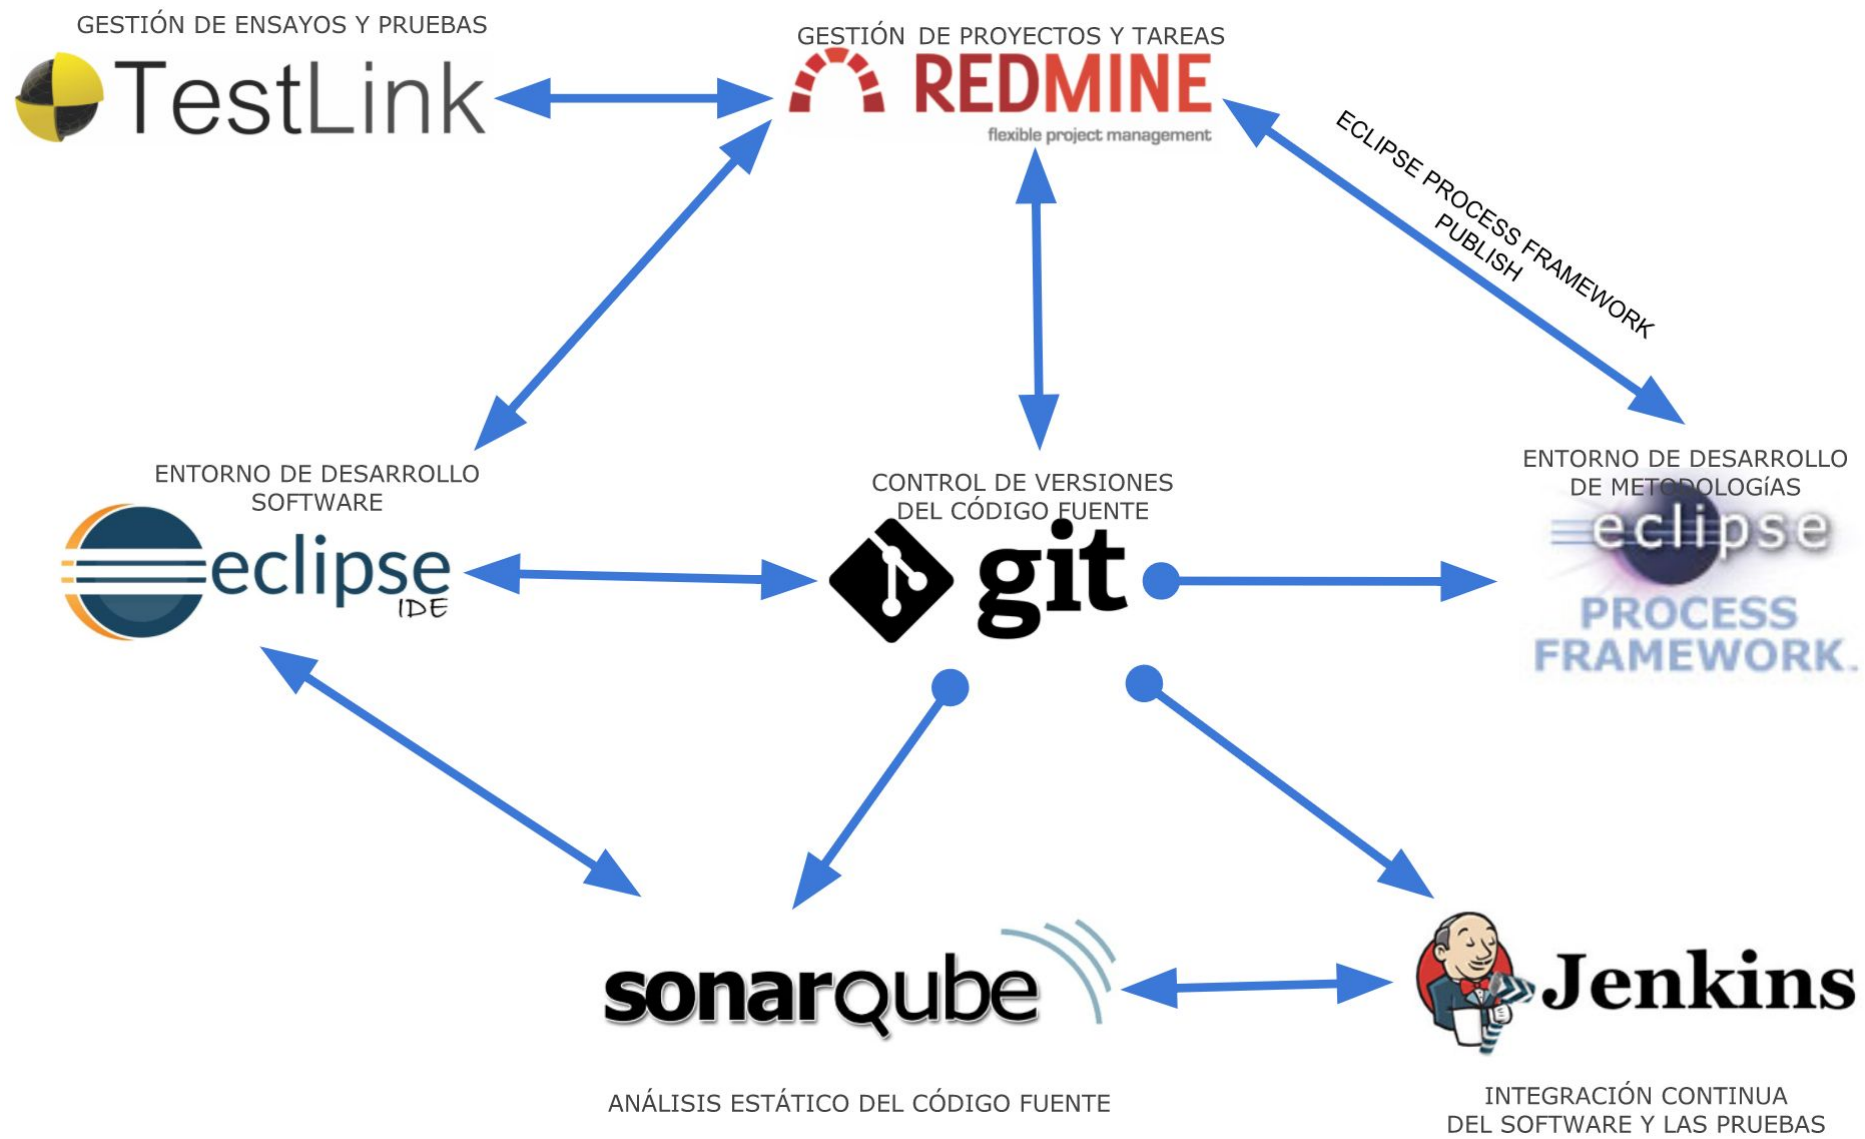 GESTIÓN DE ENSAYOS Y PRUEBAS
TestLink
GESTIÓN DE PROYECTOS Y TAREAS
REDMINE
flexible project management
ECLIPSE PROCESS FRAMEWORK
PUBLISH
ENTORNO DE DESARROLLO
SOFTWARE
eclipse
IDE
CONTROL DE VERSIONES
DEL CÓDIGO FUENTE
git
ENTORNO DE DESARROLLO
DE METODOLOGíAS
eclipse
PROCESS
FRAMEWORK
sonarqube
ANÁLISIS ESTÁTICO DEL CÓDIGO FUENTE
Jenkins
INTEGRACIÓN CONTINUA
DEL SOFTWARE Y LAS PRUEBAS